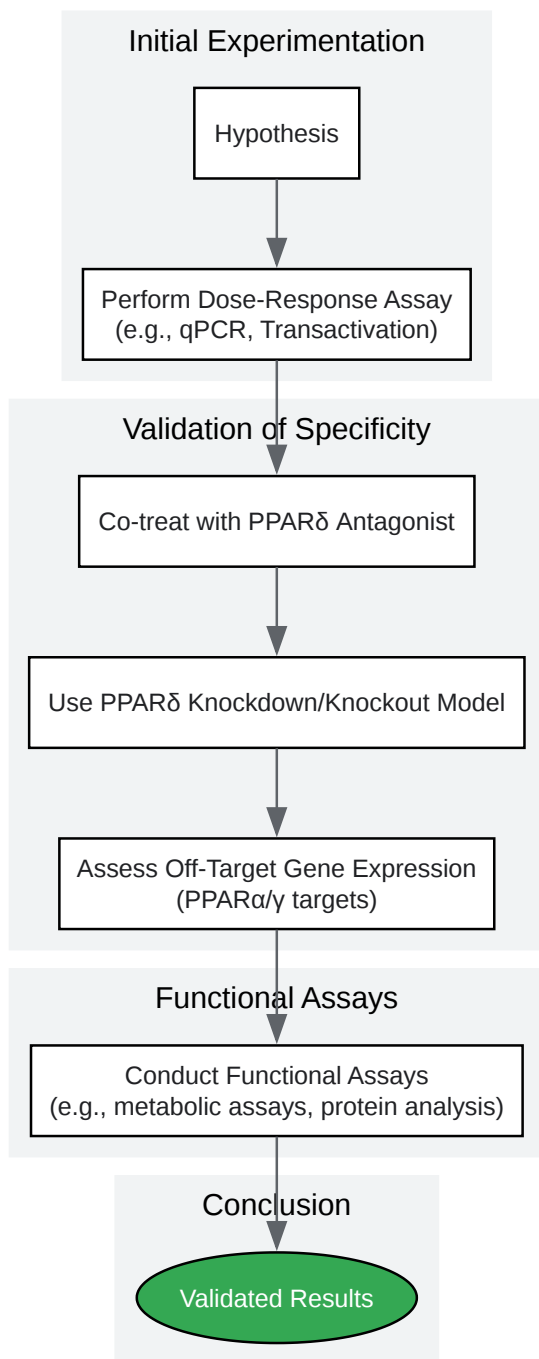 Initial Experimentation
Hypothesis
Perform Dose-Response Assay
(e.g., qPCR, Transactivation)
Validation of Specificity
Co-treat with PPARδ Antagonist
Use PPARδ Knockdown/Knockout Model
Assess Off-Target Gene Expression
(PPARα/γ targets)
Functional Assays
Conduct Functional Assays
(e.g., metabolic assays, protein analysis)
Conclusion
Validated Results